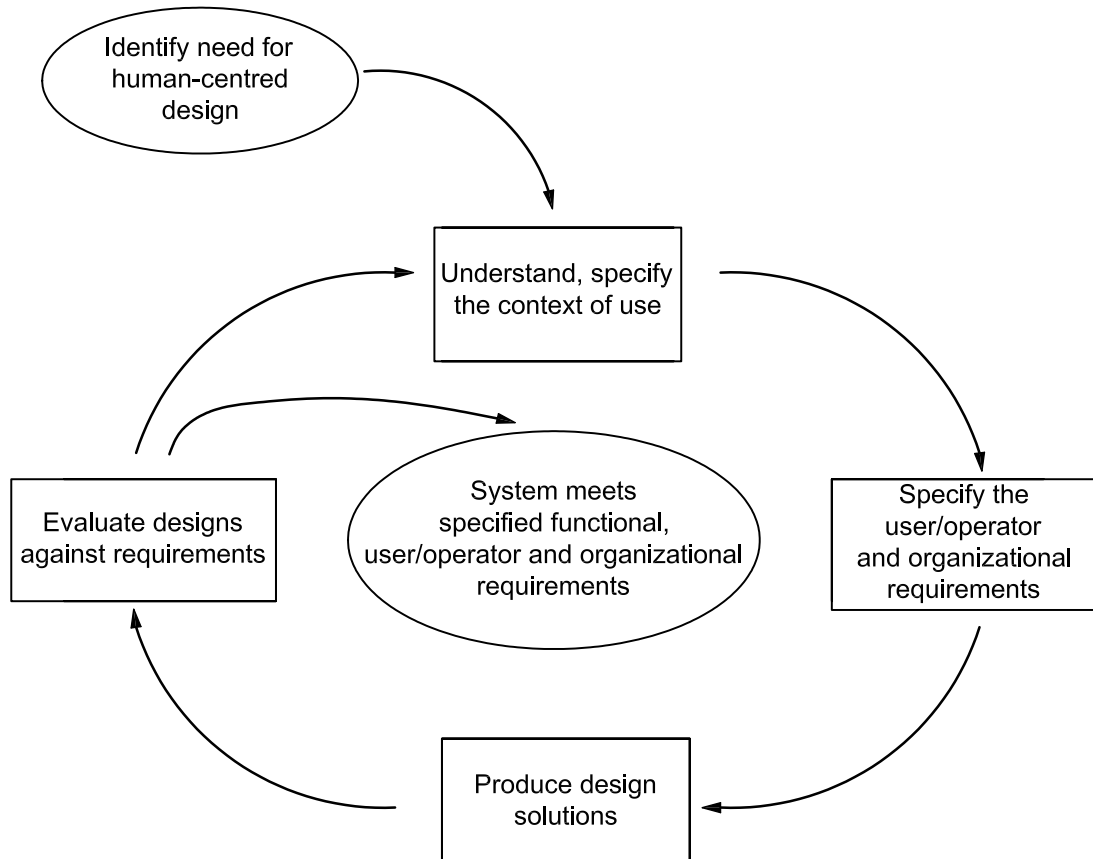 Identify need for
human-centred
design
Understand, specify
the context of use
Evaluate designs
against requirements
System meets
specified functional,
user/operator and organizational
requirements
Specify the
user/operator
and organizational
requirements
Produce design
solutions